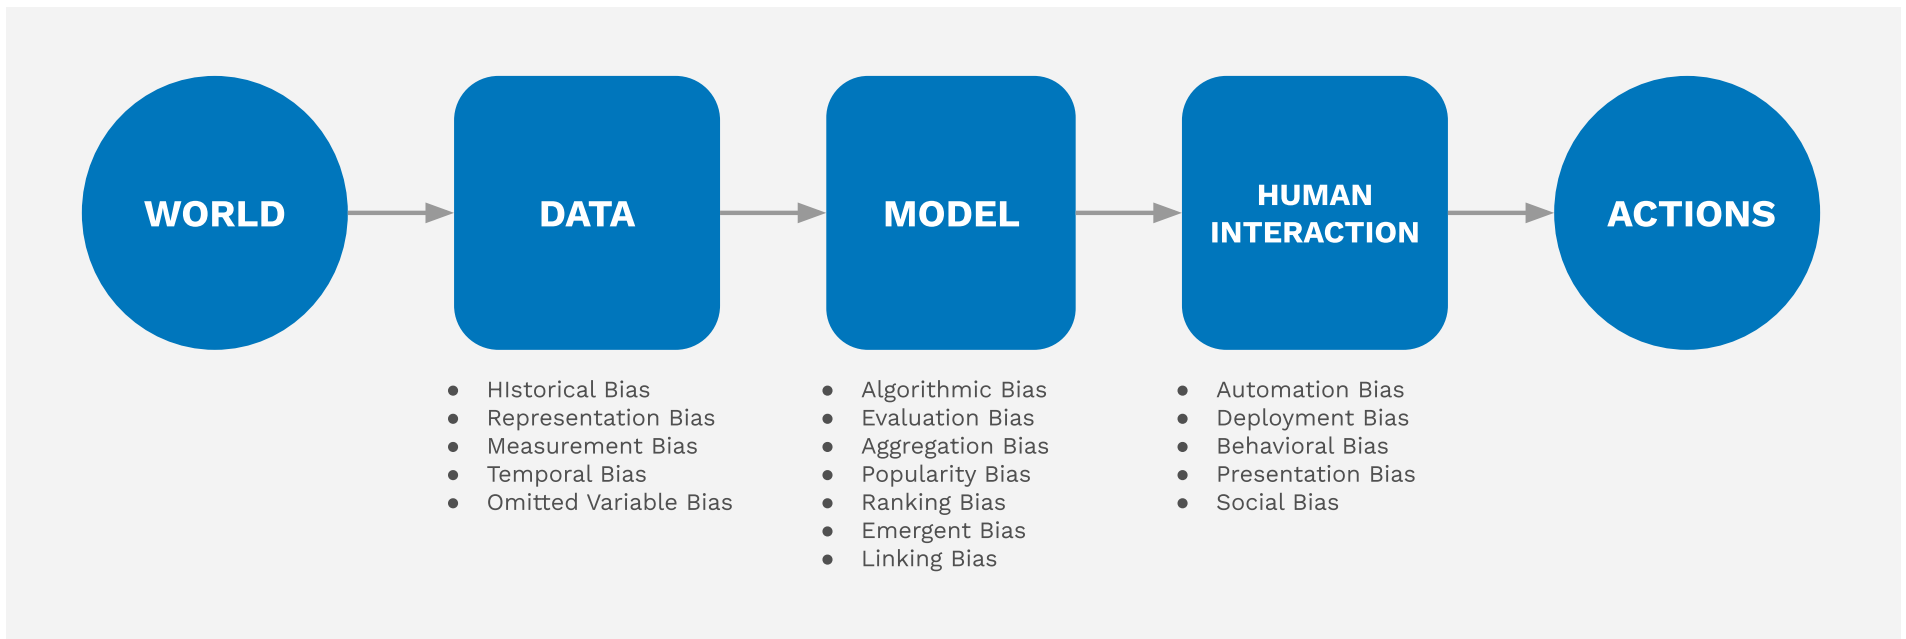 WORLD
DATA
MODEL
HUMAN
INTERACTION
ACTIONS
● HIstorical Bias
● Representation Bias
● Measurement Bias
● Temporal Bias
● Omitted Variable Bias
● Algorithmic Bias
● Evaluation Bias
● Aggregation Bias
● Popularity Bias
● Ranking Bias
● Emergent Bias
● Linking Bias
● Automation Bias
● Deployment Bias
● Behavioral Bias
● Presentation Bias
● Social Bias